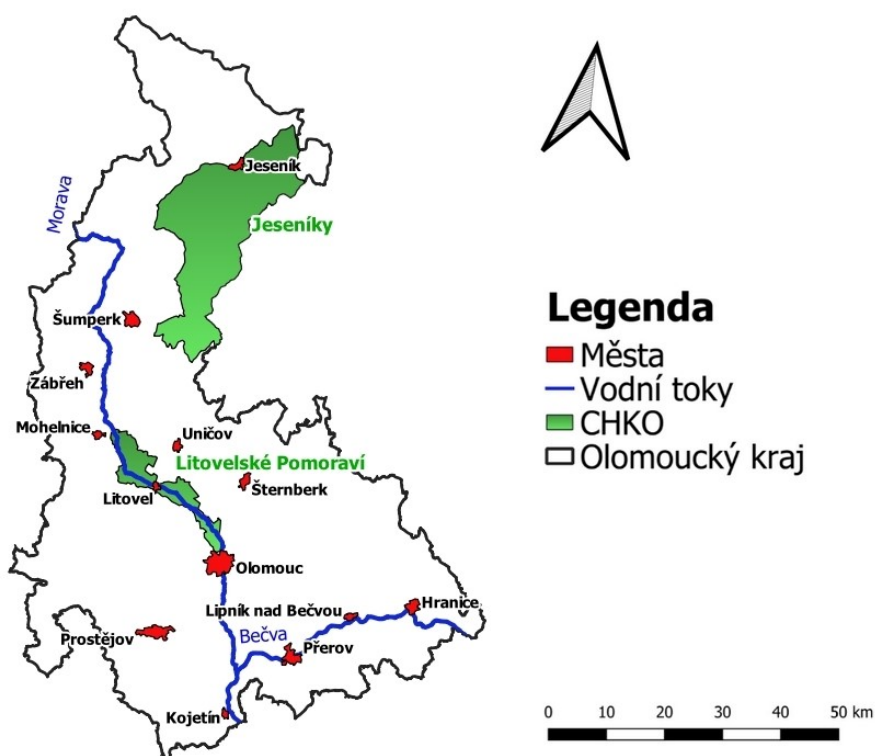 Jeseník
Morava
Jeseníky
Legenda
Šumperk
Města
Zábřeh
Vodní toky
CHKO
Mohelnice
Uničov
Olomoucký kraj
Litovelské Pomoraví
Litovel
Šternberk
Olomouc
Lipník nad Bečvou
Hranice
Prostějov
Bečva
Přerov
Kojetín
0 10 20 30 40 50 km